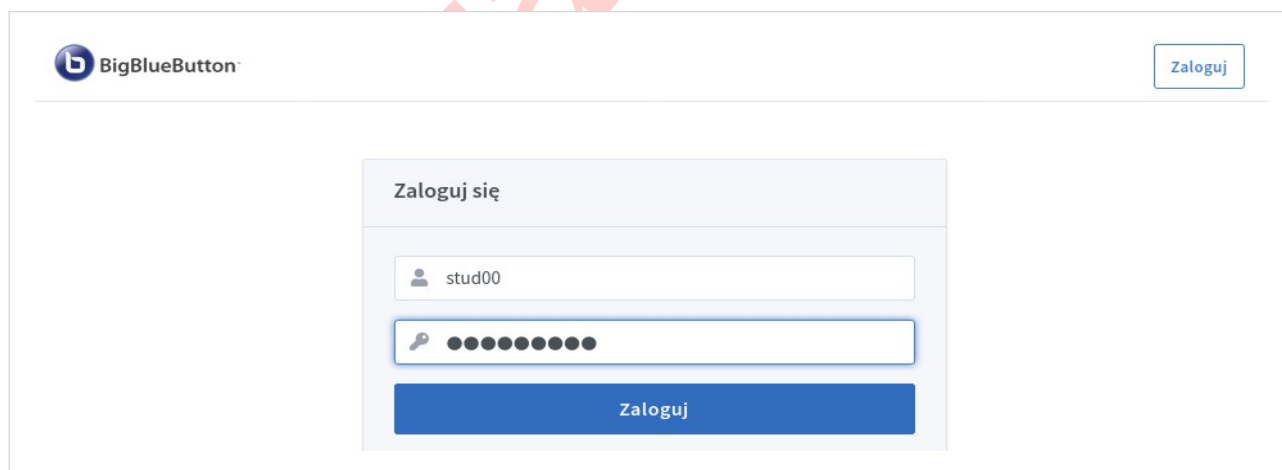 BigBlueButton
Zaloguj
Zaloguj się
stud00
●●●●●●●●●
Zaloguj